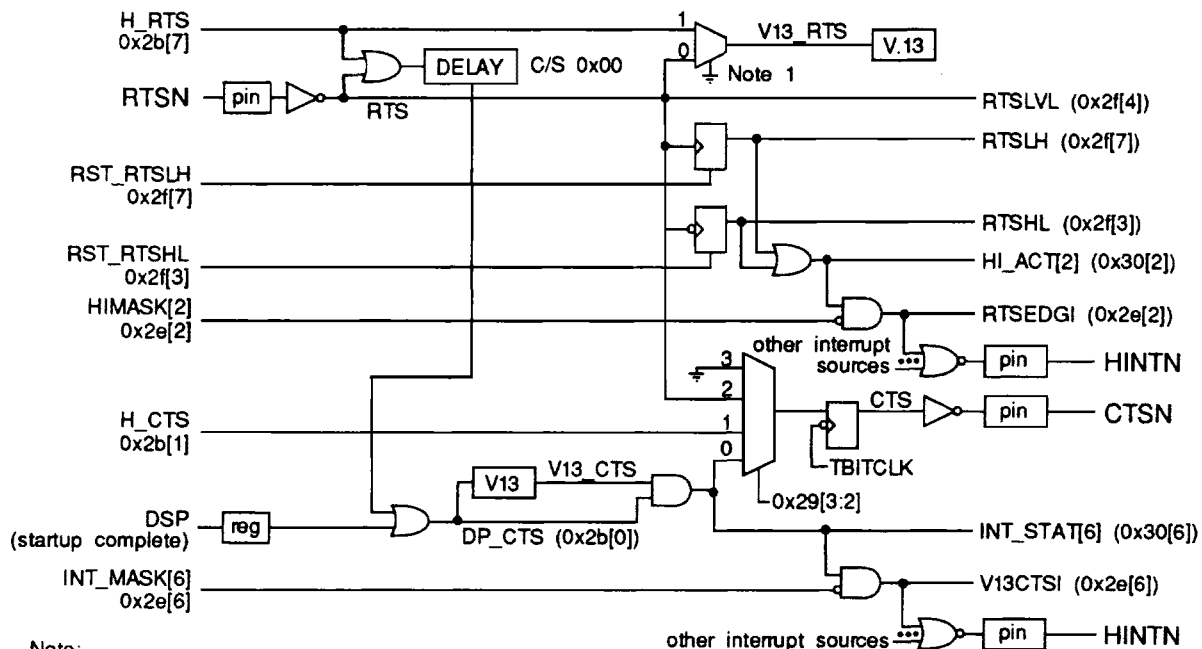 H_RTS
0x2b[7]
1
0
V13_RTS
V.13
DELAY
C/S 0x00
Note 1
RTSN
pin
RTS
RTSLVL (0x2f[4])
RTSLH (0x2f[7])
RST_RTSLH
0x2f[7]
RTSHL (0x2f[3])
RST_RTSHL
0x2f[3]
HI_ACT[2] (0x30[2])
HIMASK[2]
0x2e[2]
RTSEDGI (0x2e[2])
other interrupt
sources
pin
HINTN
3
2
1
0
H_CTS
0x2b[1]
CTS
pin
CTSN
TBITCLK
0x29[3:2]
V13
V13_CTS
DSP
(startup complete)
reg
DP_CTS (0x2b[0])
INT_STAT[6] (0x30[6])
INT_MASK[6]
0x2e[6]
V13CTSI (0x2e[6])
other interrupt sources
pin
HINTN
Note: